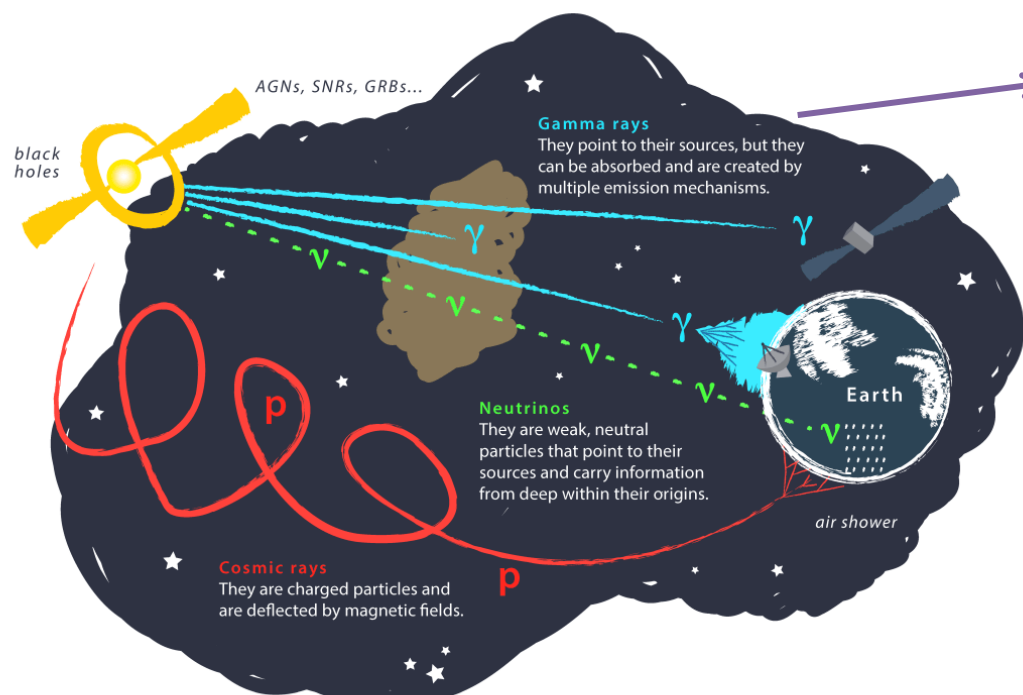 AGNs, SNRs, GRBs...
black
holes
Gamma rays
They point to their sources, but they
can be absorbed and are created by
multiple emission mechanisms.
γ
γ
ν
ν
γ
ν
ν
Earth
p
Neutrinos
They are weak, neutral
particles that point to their
sources and carry information
from deep within their origins.
ν
air shower
Cosmic rays
They are charged particles and
are deflected by magnetic fields.
p